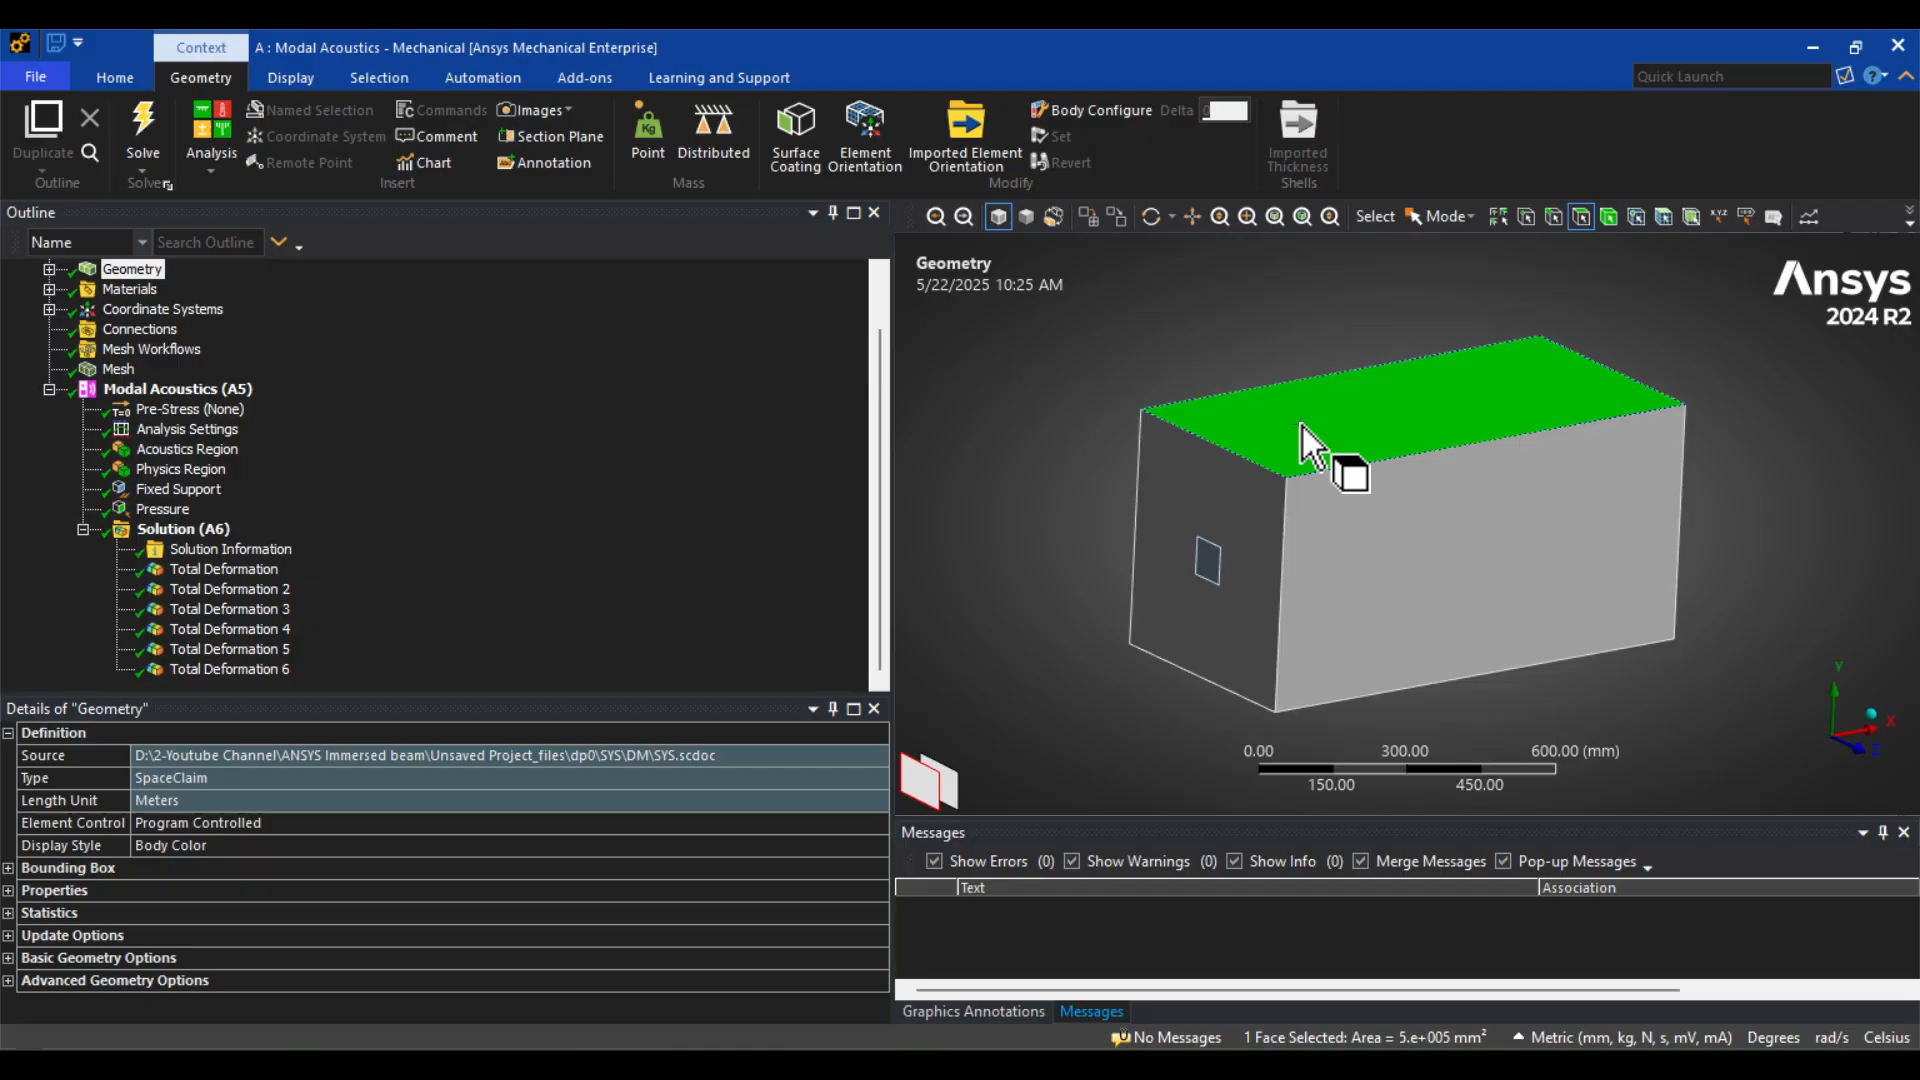 Context
A : Modal Acoustics - Mechanical [Ansys Mechanical Enterprise]
File
Home
Geometry
Display
Selection
Automation
Add-ons
Learning and Support
Quick Launch
Duplicate
Outline
Solve
Solver
Analysis
Named Selection
Coordinate System
Remote Point
Commands
Comment
Chart
Images
Section Plane
Annotation
Insert
Kg
Point
Distributed
Mass
Surface Coating
Element Orientation
Imported Element Orientation
Body Configure
Delta
Set
Revert
Modify
Imported Thickness
Shells
Outline
Name
Search Outline
Geometry
Materials
Coordinate Systems
Connections
Mesh Workflows
Mesh
Modal Acoustics (A5)
T=0 Pre-Stress (None)
Analysis Settings
Acoustics Region
Physics Region
Fixed Support
Pressure
Solution (A6)
Solution Information
Total Deformation
Total Deformation 2
Total Deformation 3
Total Deformation 4
Total Deformation 5
Total Deformation 6
Details of "Geometry"
Definition
Source D:\2-Youtube Channel\ANSYS Immersed beam\Unsaved Project_files\dp0\SYS\DM\SYS.scdoc
Type SpaceClaim
Length Unit Meters
Element Control Program Controlled
Display Style Body Color
Bounding Box
Properties
Statistics
Update Options
Basic Geometry Options
Advanced Geometry Options
Select Mode
Geometry
5/22/2025 10:25 AM
Ansys
2024 R2
Y
X
Z
0.00 300.00 600.00 (mm)
150.00 450.00
Messages
Show Errors (0) Show Warnings (0) Show Info (0) Merge Messages Pop-up Messages
Text Association
Graphics Annotations Messages
No Messages 1 Face Selected: Area = 5.e+005 mm² Metric (mm, kg, N, s, mV, mA) Degrees rad/s Celsius